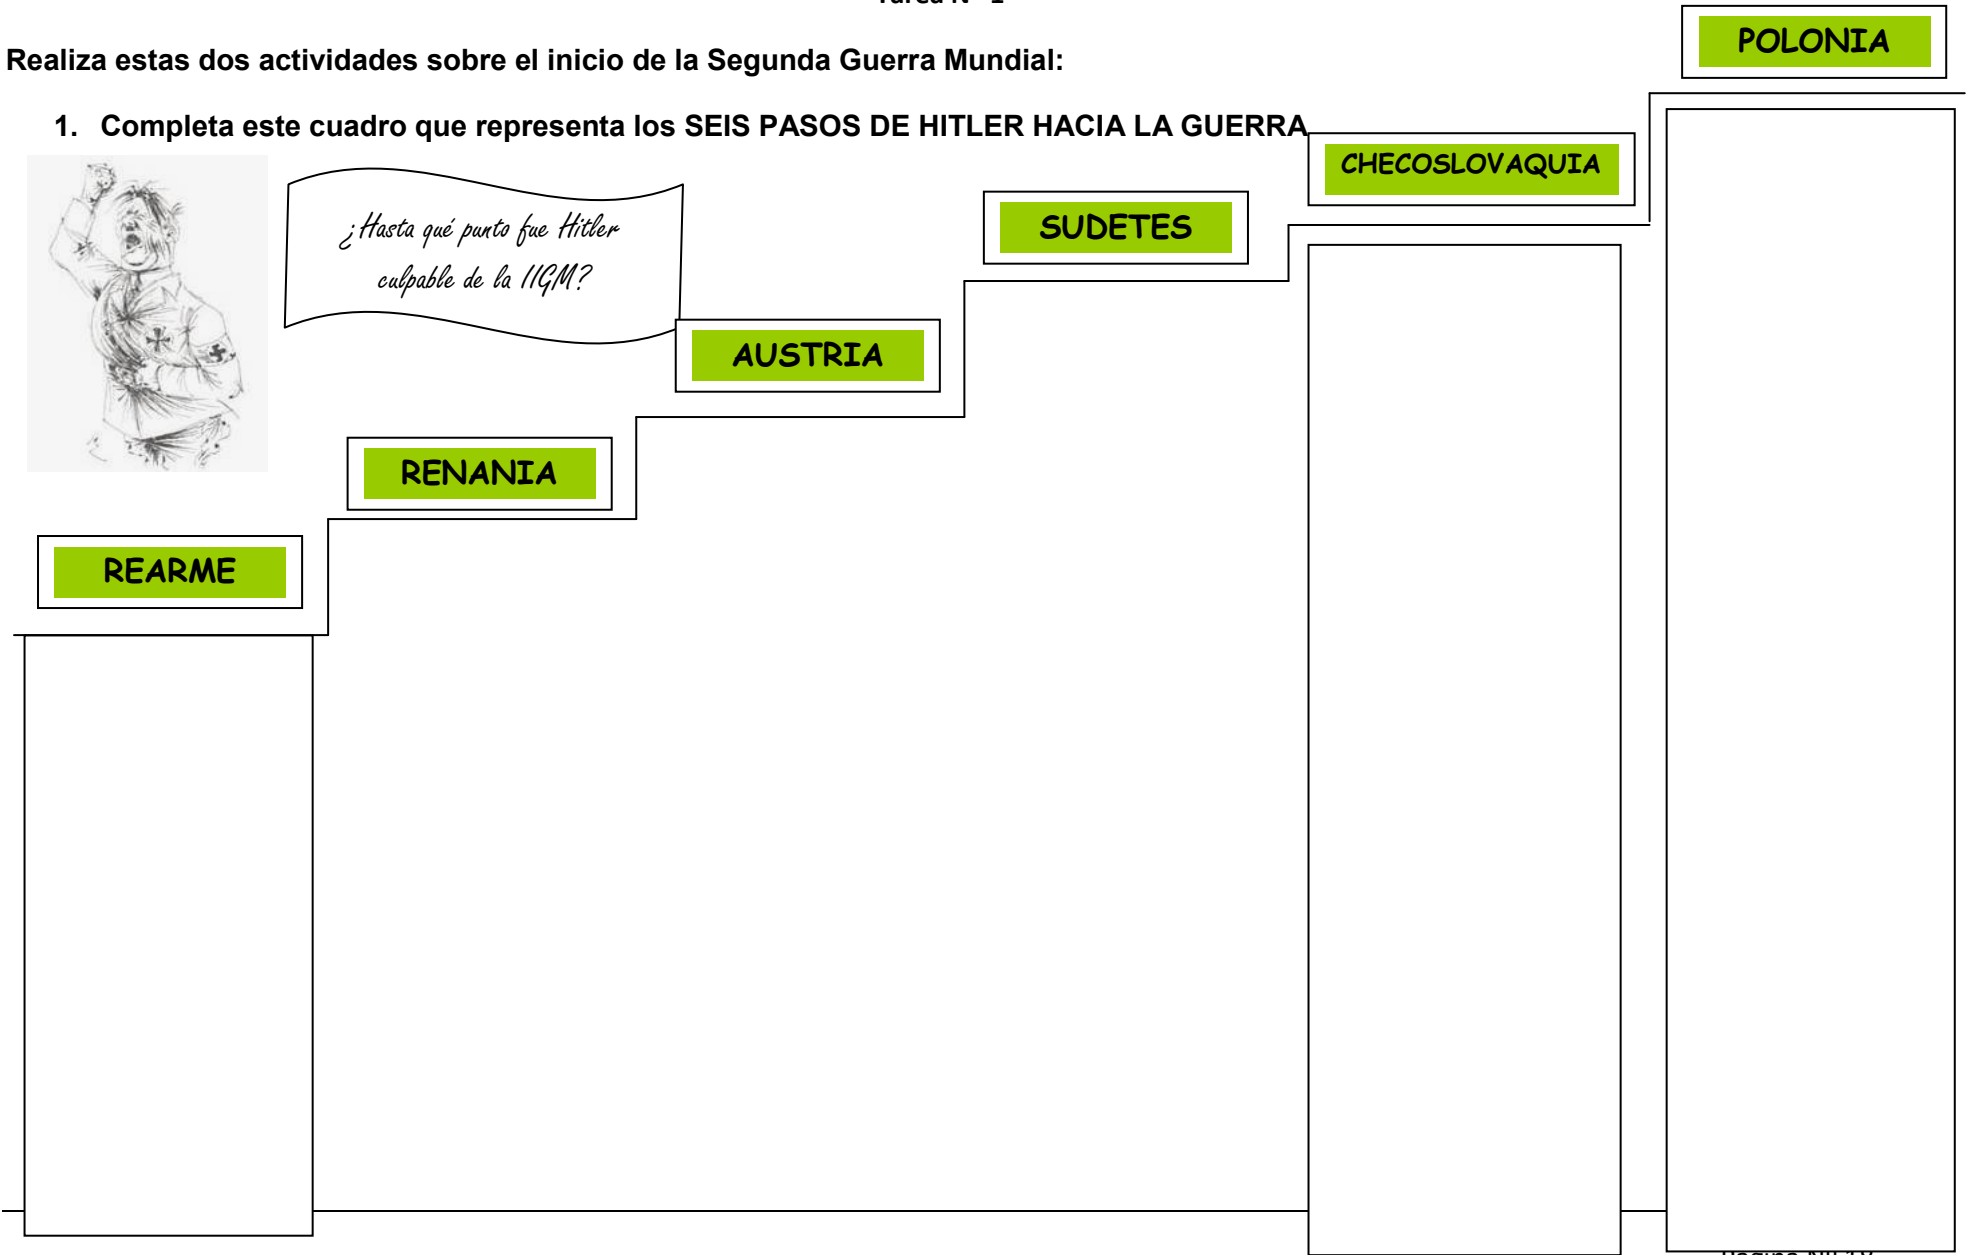 Tarea N° 1
POLONIA
Realiza estas dos actividades sobre el inicio de la Segunda Guerra Mundial:
1. Completa este cuadro que representa los SEIS PASOS DE HITLER HACIA LA GUERRA
CHECOSLOVAQUIA
¿Hasta qué punto fue Hitler
culpable de la IIGM?
SUDETES
AUSTRIA
RENANIA
REARME